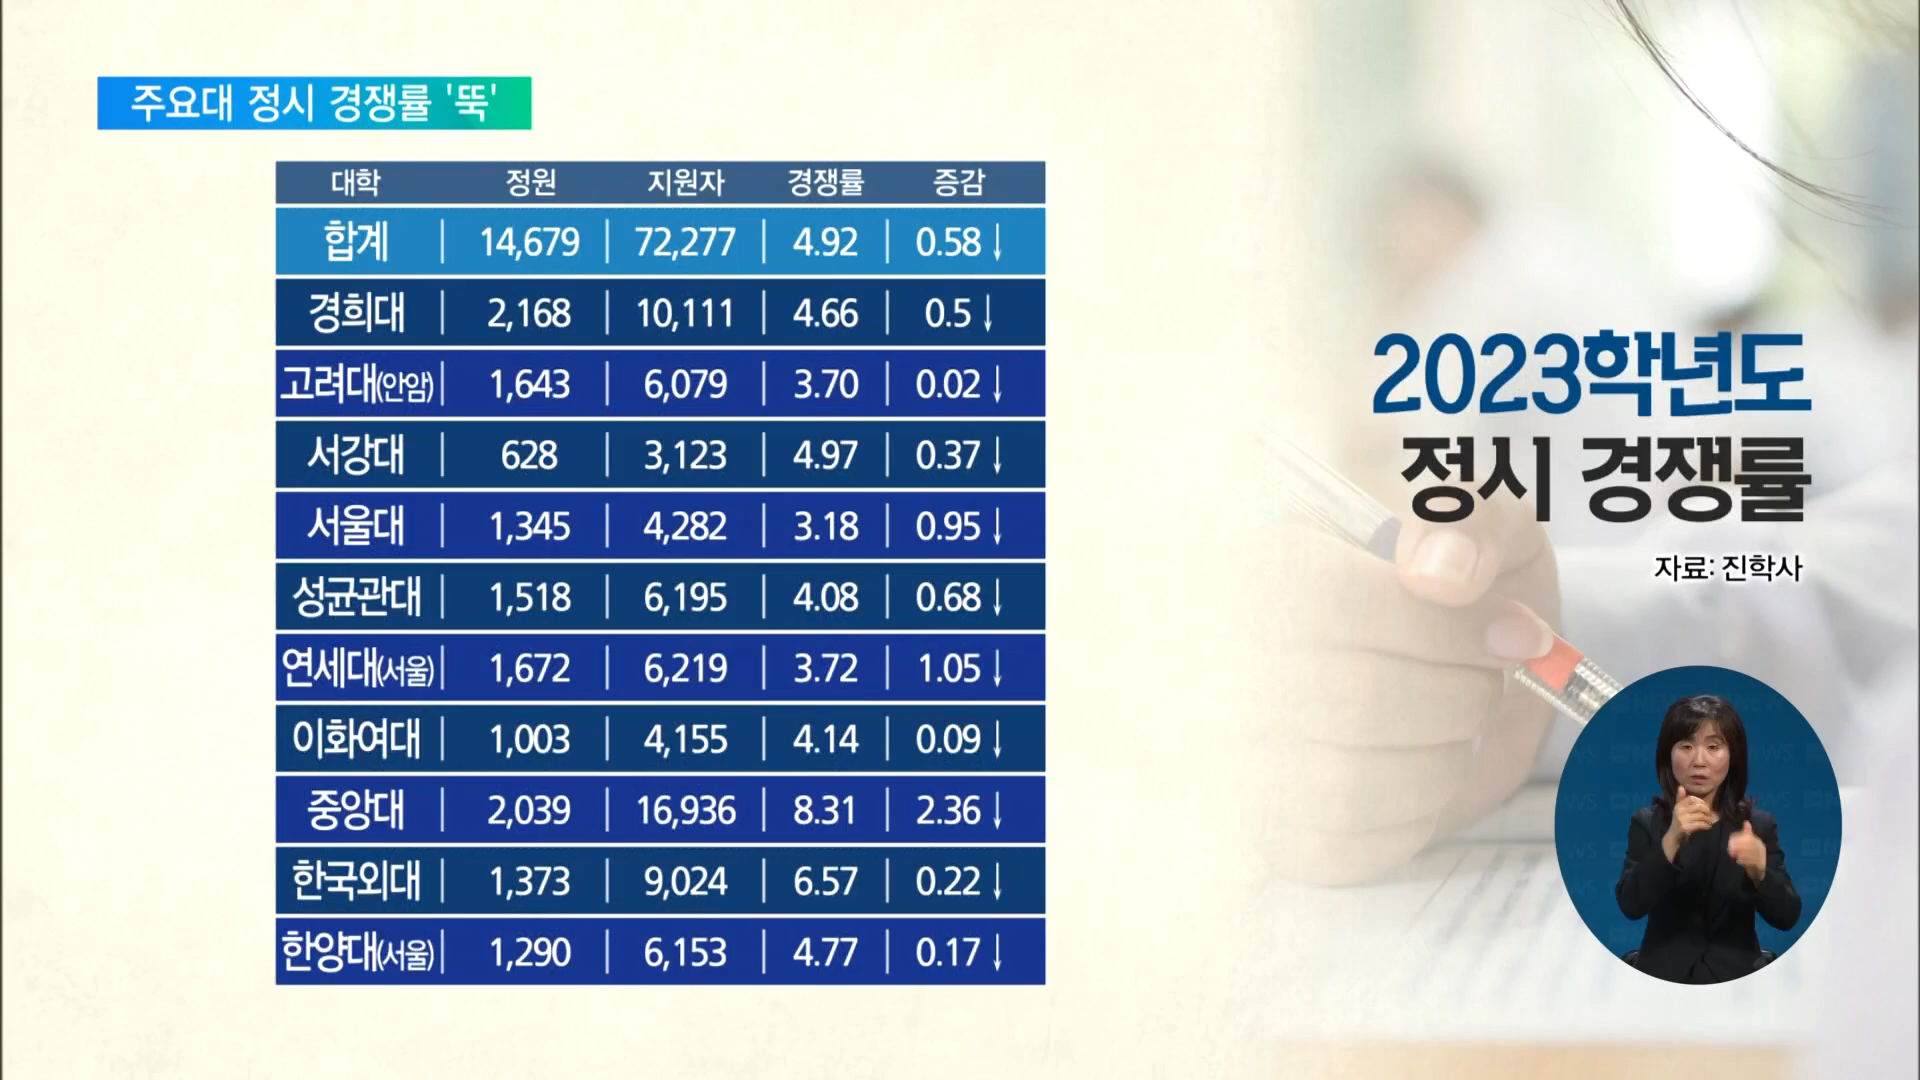 주요대 정시 경쟁률 '뚝'
대학 정원 지원자 경쟁률 증감
합계 14,679 72,277 4.92 0.58↓
경희대 2,168 10,111 4.66 0.5↓
고려대(안암) 1,643 6,079 3.70 0.02↓
서강대 628 3,123 4.97 0.37↓
서울대 1,345 4,282 3.18 0.95↓
성균관대 1,518 6,195 4.08 0.68↓
연세대(서울) 1,672 6,219 3.72 1.05↓
이화여대 1,003 4,155 4.14 0.09↓
중앙대 2,039 16,936 8.31 2.36↓
한국외대 1,373 9,024 6.57 0.22↓
한양대(서울) 1,290 6,153 4.77 0.17↓
2023학년도
정시 경쟁률
자료: 진학사